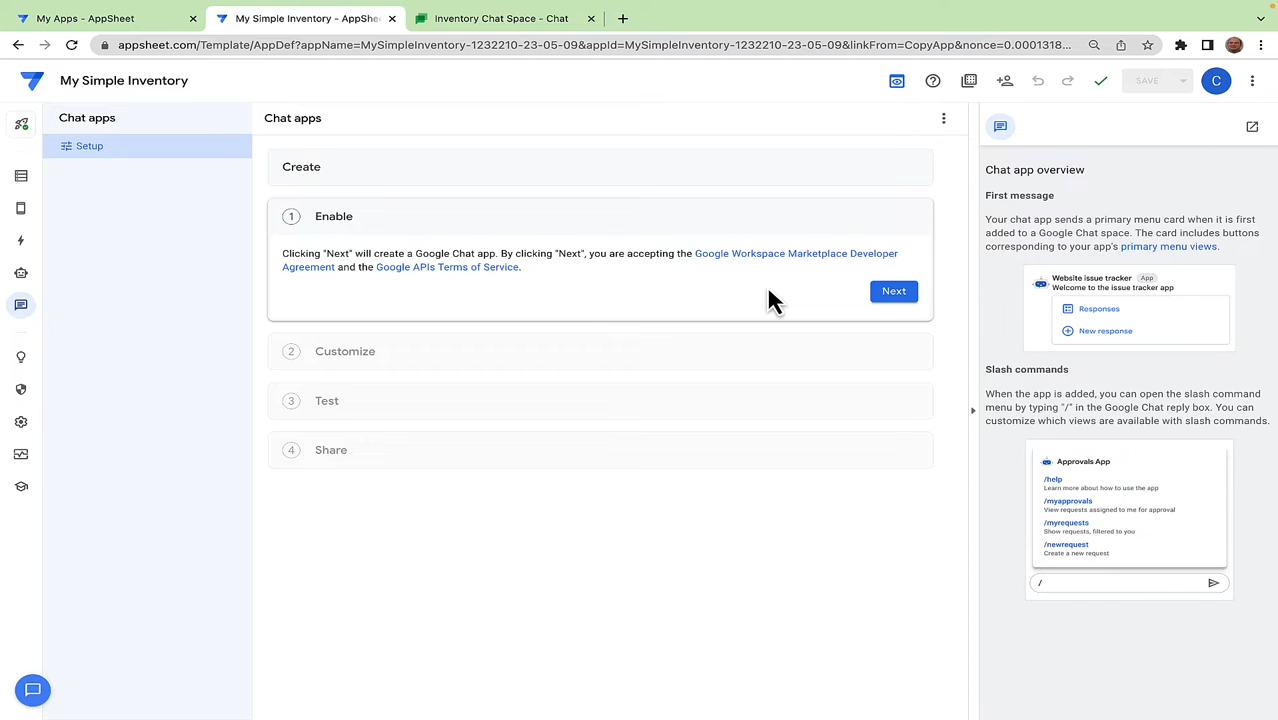 My Apps - AppSheet
My Simple Inventory - AppShe
Inventory Chat Space - Chat
appsheet.com/Template/AppDef?appName=MySimpleInventory-1232210-23-05-09&appId=MySimpleInventory-1232210-23-05-09&linkFrom=CopyApp&nonce=0.0001318...
My Simple Inventory
SAVE
C
Chat apps
Setup
Chat apps
Create
1 Enable
Clicking "Next" will create a Google Chat app. By clicking "Next", you are accepting the Google Workspace Marketplace Developer
Agreement and the Google APIs Terms of Service.
Next
2 Customize
3 Test
4 Share
Chat app overview
First message
Your chat app sends a primary menu card when it is first
added to a Google Chat space. The card includes buttons
corresponding to your app's primary menu views.
Website issue tracker App
Welcome to the issue tracker app
Responses
New response
Slash commands
When the app is added, you can open the slash command
menu by typing "/" in the Google Chat reply box. You can
customize which views are available with slash commands.
Approvals App
/help
Learn more about how to use the app
/myapprovals
View requests assigned to me for approval
/myrequests
Show requests, filtered to you
/newrequest
Create a new request
/